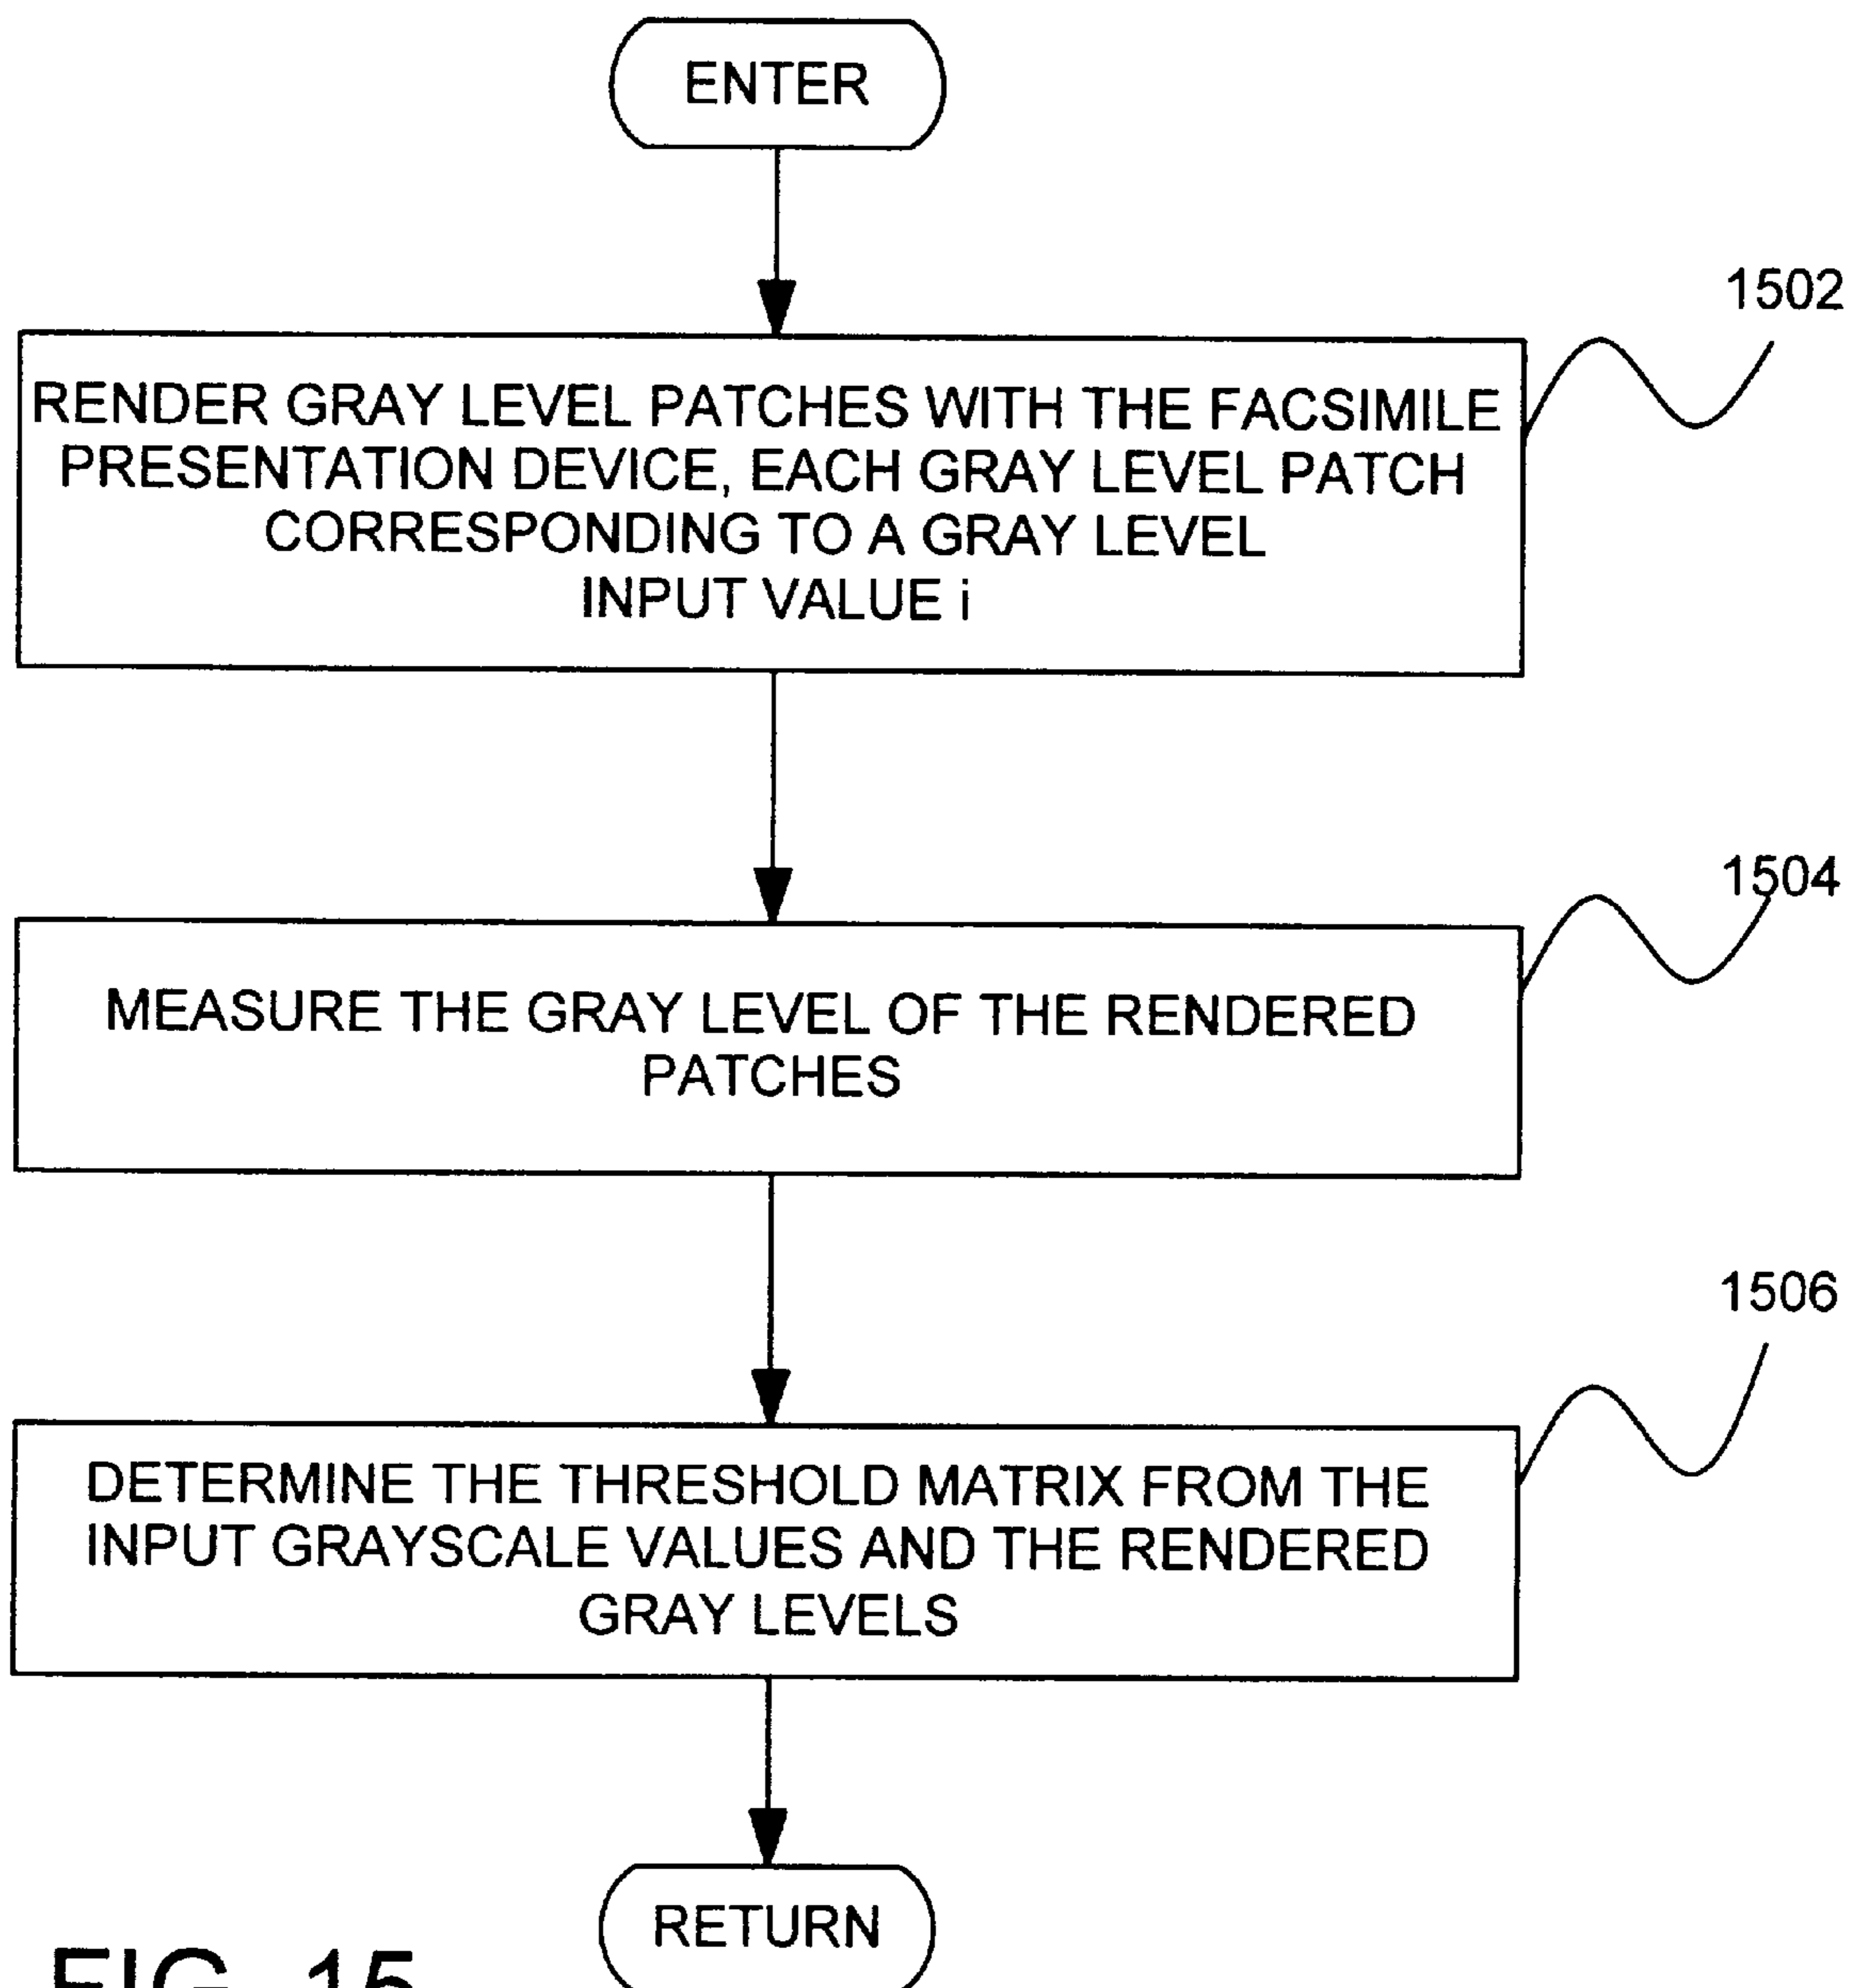 ENTER
1502
RENDER GRAY LEVEL PATCHES WITH THE FACSIMILE
PRESENTATION DEVICE, EACH GRAY LEVEL PATCH
CORRESPONDING TO A GRAY LEVEL
INPUT VALUE i
1504
MEASURE THE GRAY LEVEL OF THE RENDERED
PATCHES
1506
DETERMINE THE THRESHOLD MATRIX FROM THE
INPUT GRAYSCALE VALUES AND THE RENDERED
GRAY LEVELS
RETURN
FIG. 15